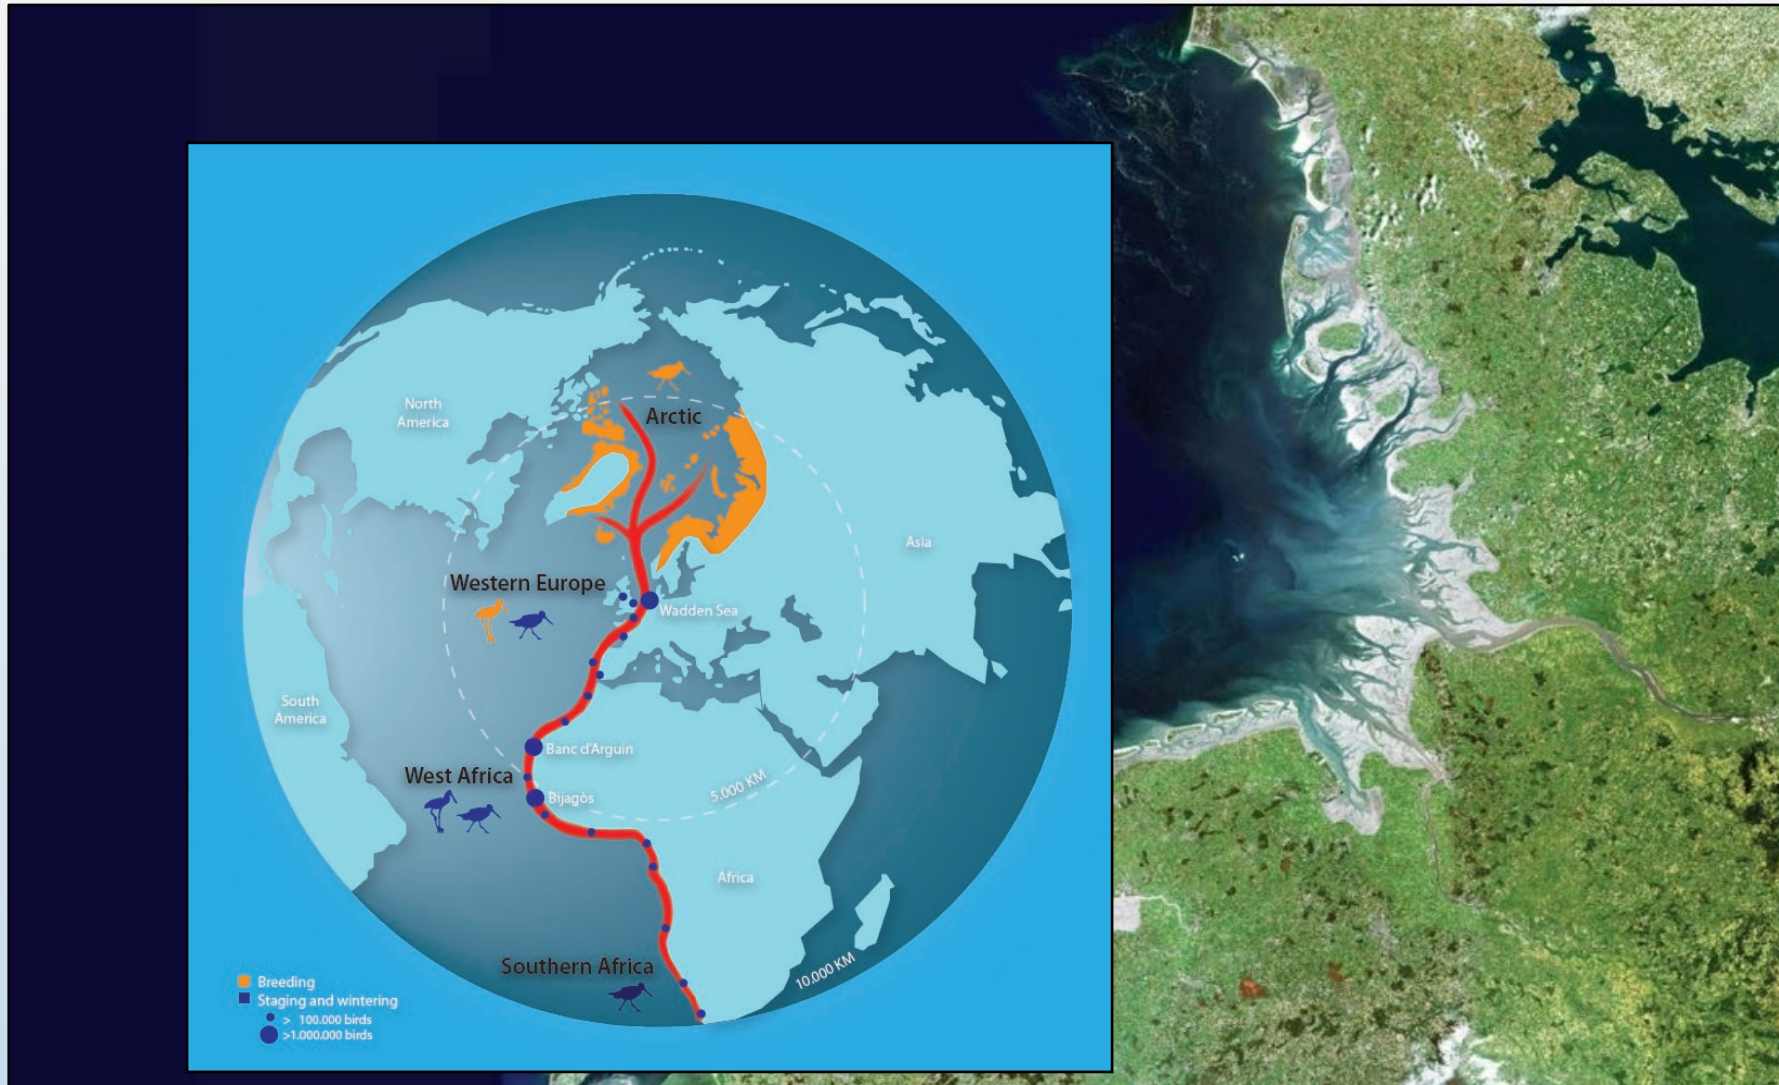 North
America
Arctic
Asia
Western Europe
Wadden Sea
South
America
Banc d'Arguin
West Africa
5.000 KM
Bijagòs
Africa
Southern Africa
10.000 KM
Breeding
Staging and wintering
> 100.000 birds
>1.000.000 birds